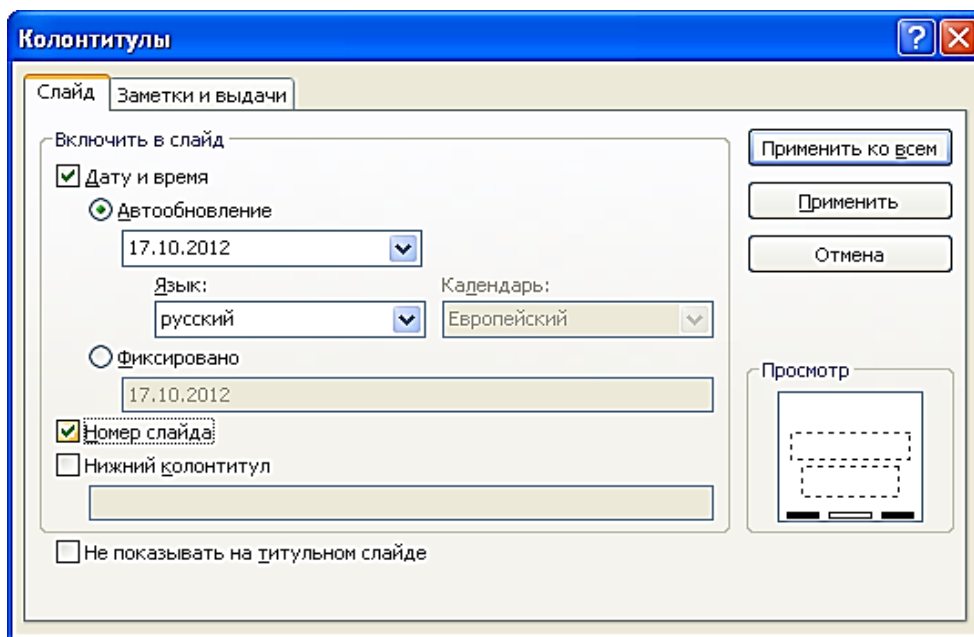 Колонтитулы
Слайд Заметки и выдачи
Включить в слайд
Дату и время
Автообновление
17.10.2012
Язык: Календарь:
русский Европейский
Фиксировано
17.10.2012
Номер слайда
Нижний колонтитул
Не показывать на титульном слайде
Применить ко всем
Применить
Отмена
Просмотр